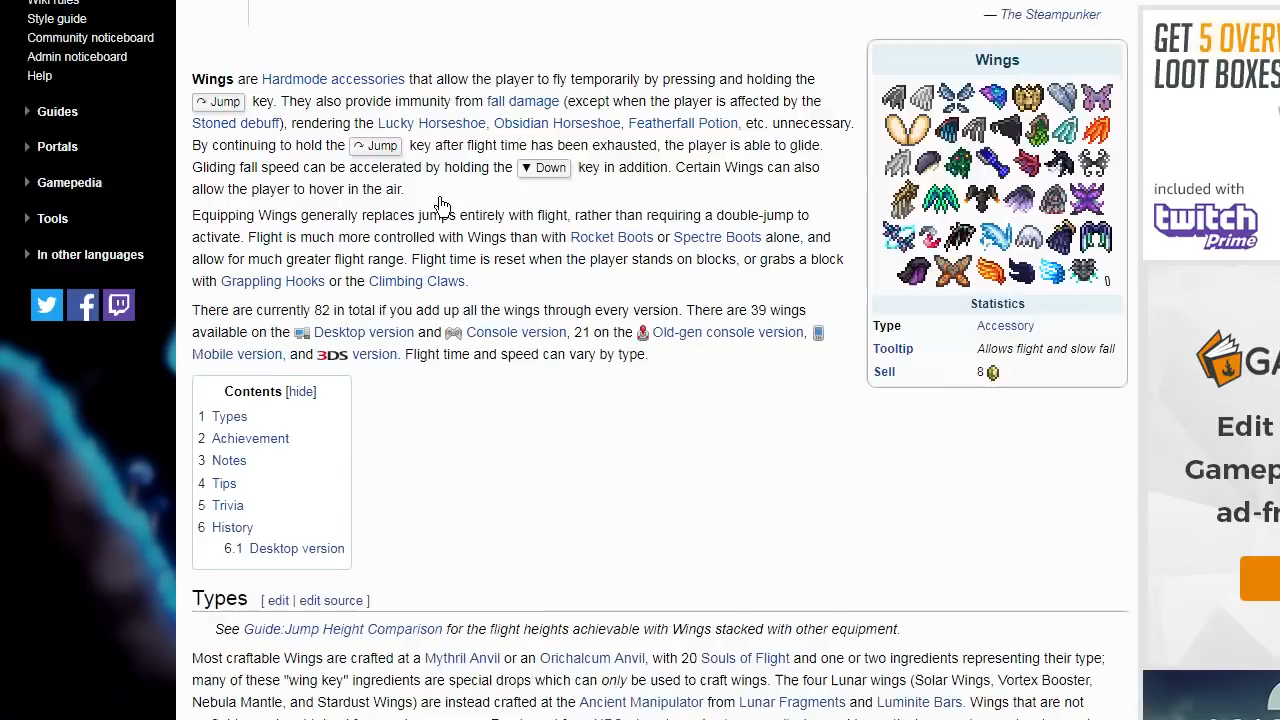 Wiki rules
Style guide
Community noticeboard
Admin noticeboard
Help
Guides
Portals
Gamepedia
Tools
In other languages
— The Steampunker
Wings are Hardmode accessories that allow the player to fly temporarily by pressing and holding the
Jump key. They also provide immunity from fall damage (except when the player is affected by the
Stoned debuff), rendering the Lucky Horseshoe, Obsidian Horseshoe, Featherfall Potion, etc. unnecessary.
By continuing to hold the Jump key after flight time has been exhausted, the player is able to glide.
Gliding fall speed can be accelerated by holding the ▼ Down key in addition. Certain Wings can also
allow the player to hover in the air.
Equipping Wings generally replaces jumps entirely with flight, rather than requiring a double-jump to
activate. Flight is much more controlled with Wings than with Rocket Boots or Spectre Boots alone, and
allow for much greater flight range. Flight time is reset when the player stands on blocks, or grabs a block
with Grappling Hooks or the Climbing Claws.
There are currently 82 in total if you add up all the wings through every version. There are 39 wings
available on the Desktop version and Console version, 21 on the Old-gen console version,
Mobile version, and 3DS version. Flight time and speed can vary by type.
Contents [hide]
1 Types
2 Achievement
3 Notes
4 Tips
5 Trivia
6 History
6.1 Desktop version
Types [ edit | edit source ]
See Guide:Jump Height Comparison for the flight heights achievable with Wings stacked with other equipment.
Most craftable Wings are crafted at a Mythril Anvil or an Orichalcum Anvil, with 20 Souls of Flight and one or two ingredients representing their type;
many of these "wing key" ingredients are special drops which can only be used to craft wings. The four Lunar wings (Solar Wings, Vortex Booster,
Nebula Mantle, and Stardust Wings) are instead crafted at the Ancient Manipulator from Lunar Fragments and Luminite Bars. Wings that are not
Wings
Statistics
Type Accessory
Tooltip Allows flight and slow fall
Sell 8
GET 5 OVERW
LOOT BOXES
included with
twitch
Prime
GA
Edit
Gamep
ad-fr